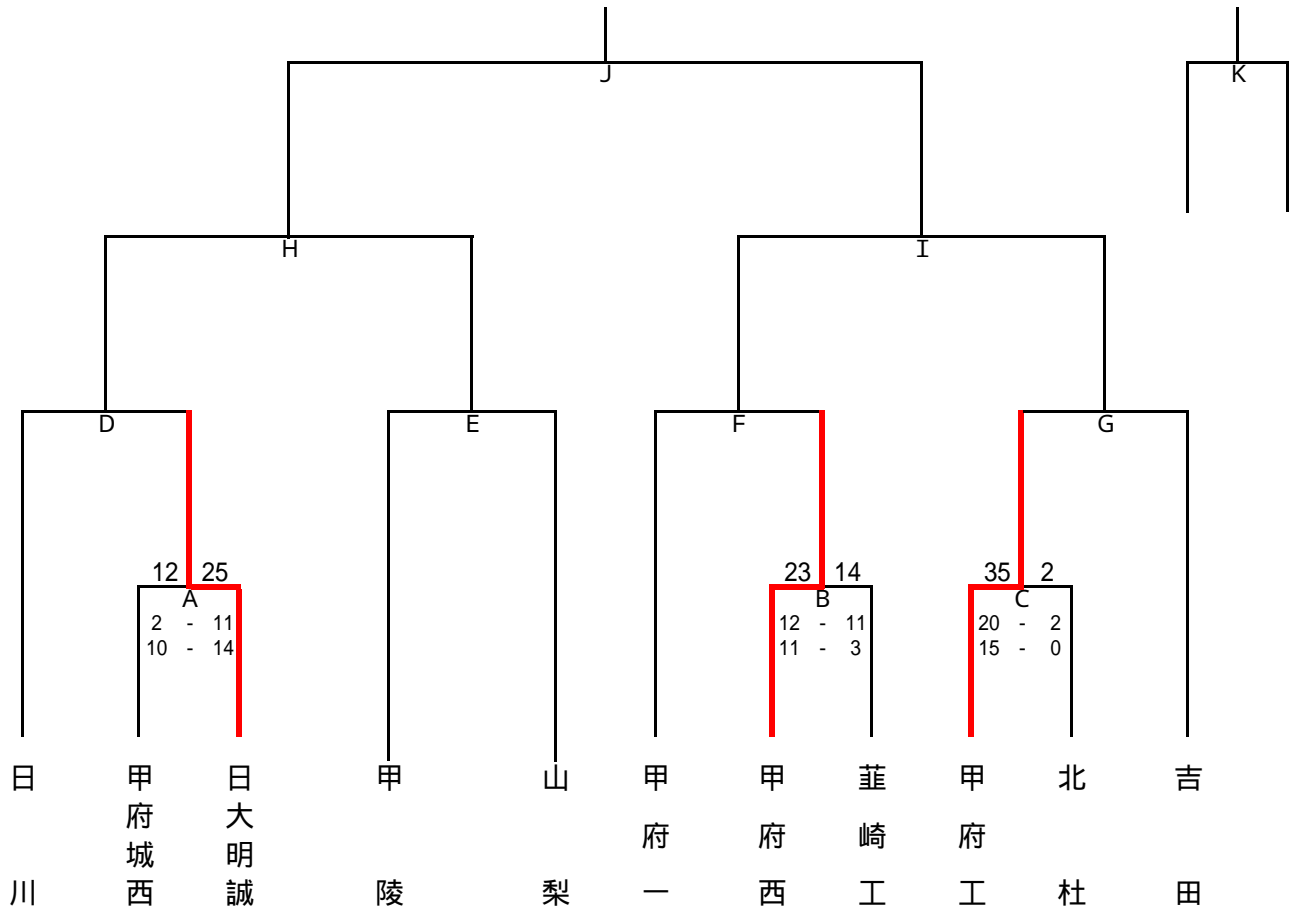 J
K
H
I
D
E
F
G
12 25
A
2 - 11
10 - 14
23 14
B
12 - 11
11 - 3
35 2
C
20 - 2
15 - 0
日川
甲府城西
日大明誠
甲陵
山梨
甲府一
甲府西
韮崎工
甲府工
北杜
吉田